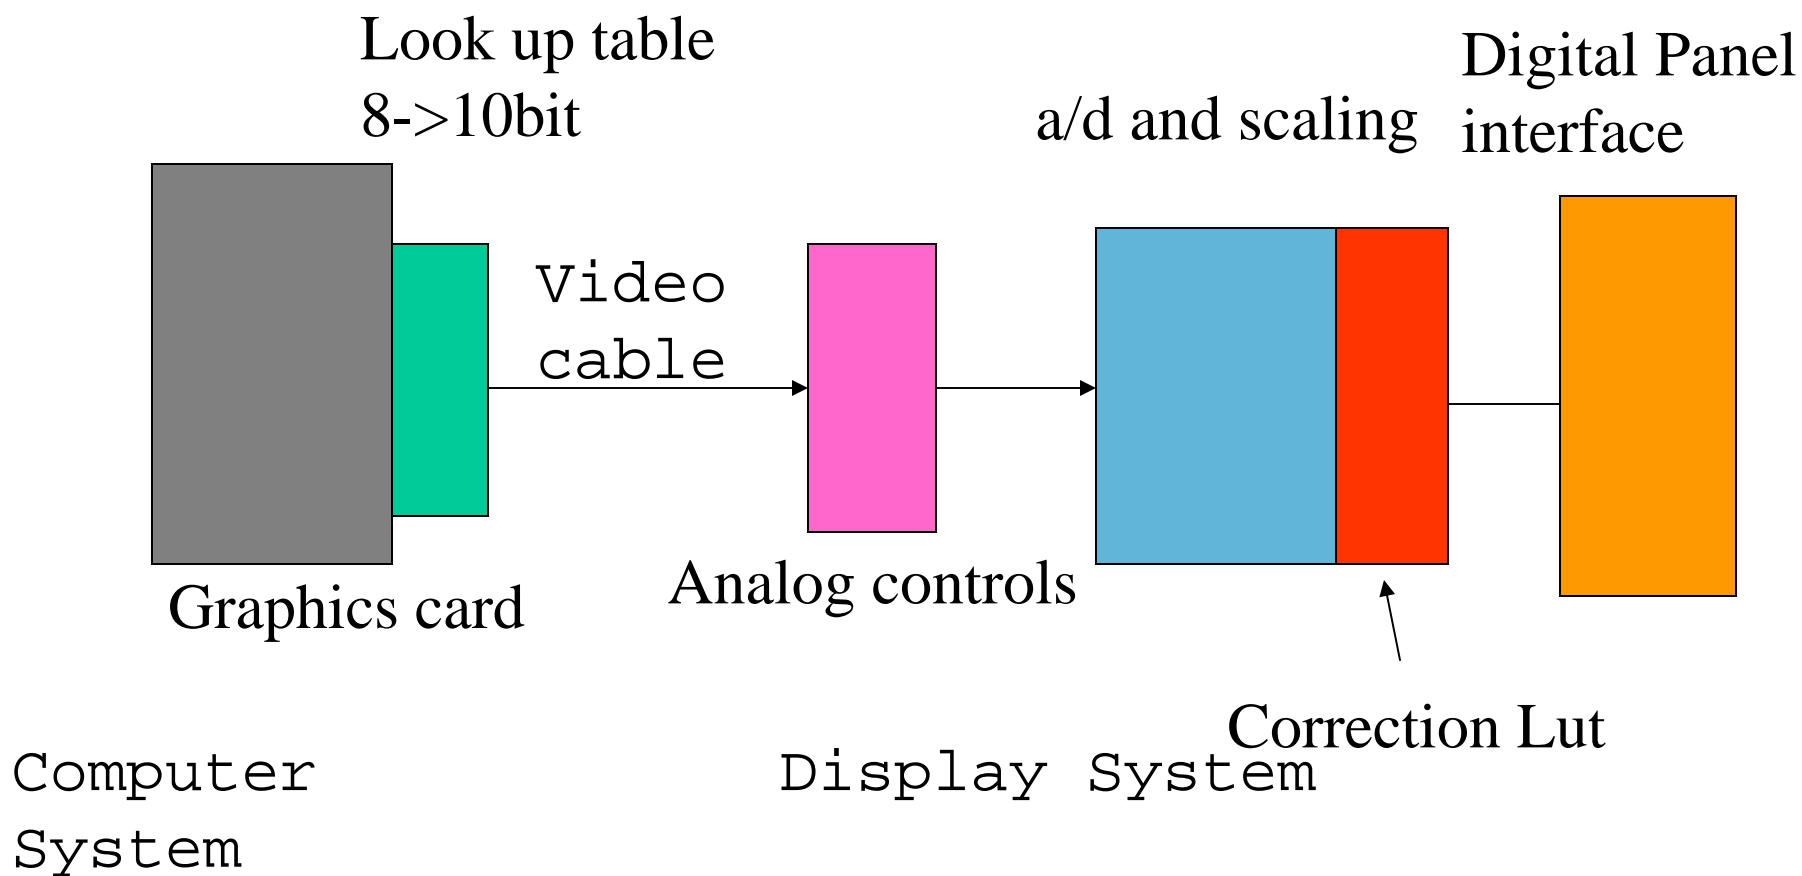 Look up table
8->10bit
a/d and scaling
Digital Panel
interface
Video
cable
Graphics card
Analog controls
Correction Lut
Computer
System
Display System